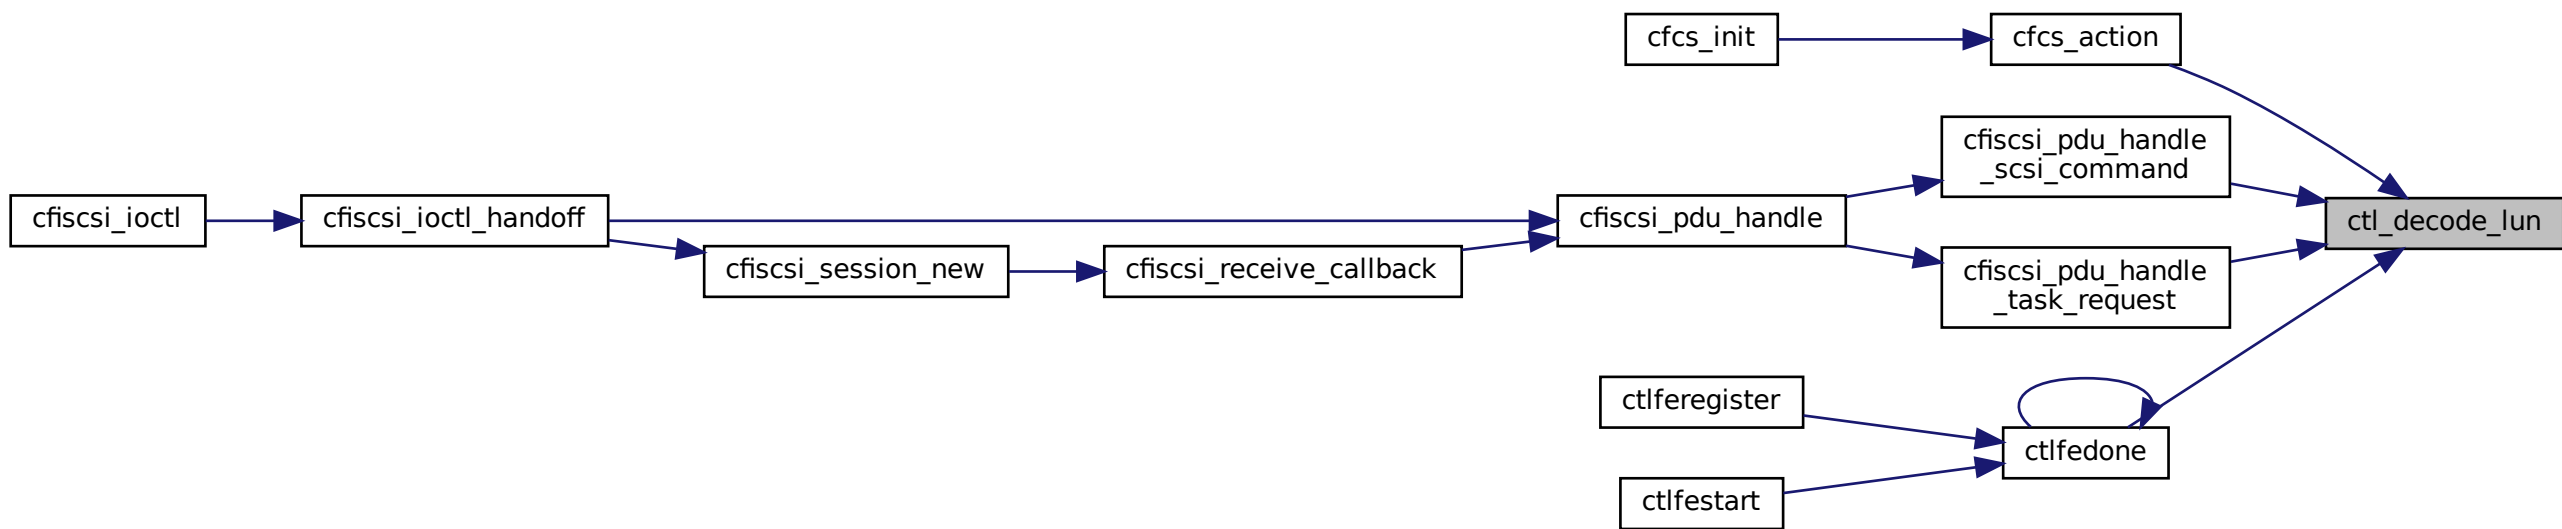 cfcs_init
cfcs_action
cfiscsi_pdu_handle
_scsi_command
cfiscsi_ioctl
cfiscsi_ioctl_handoff
cfiscsi_pdu_handle
ctl_decode_lun
cfiscsi_session_new
cfiscsi_receive_callback
cfiscsi_pdu_handle
_task_request
ctlferegister
ctlfedone
ctlfestart